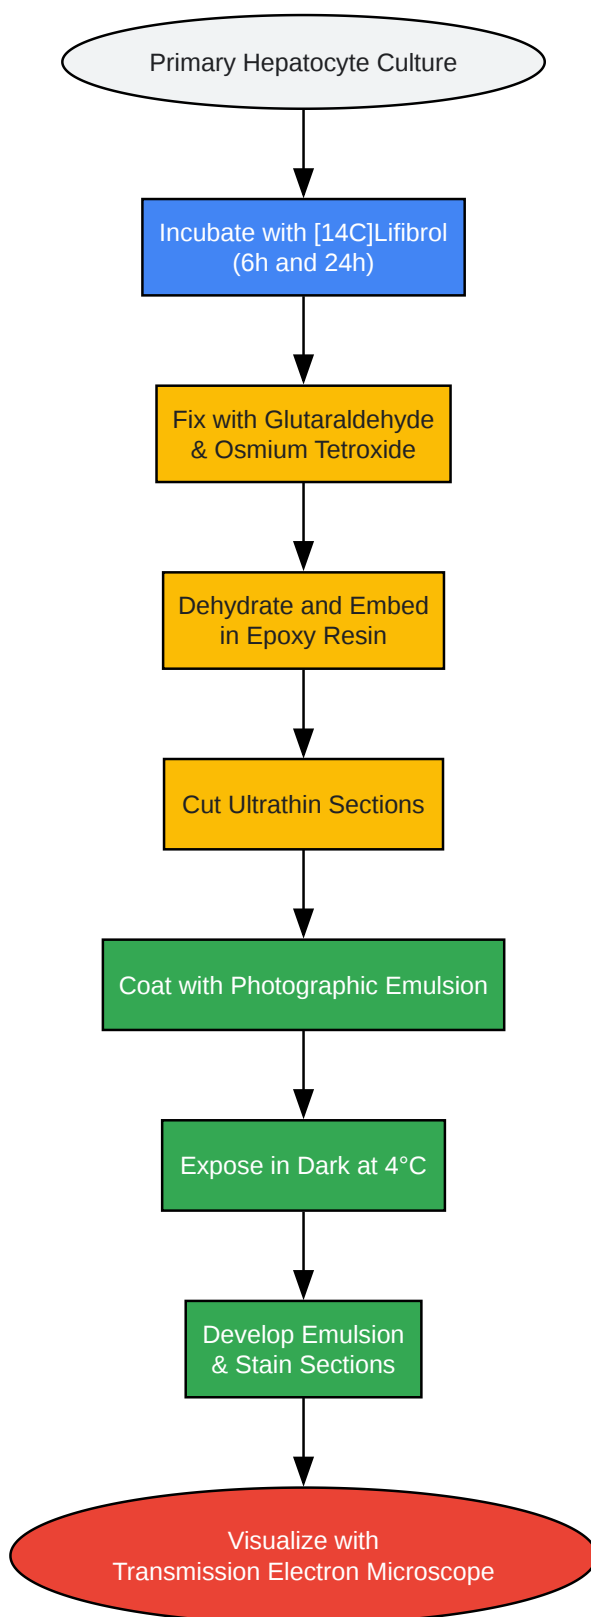 Primary Hepatocyte Culture
Incubate with [14C]Lifibrol
(6h and 24h)
Fix with Glutaraldehyde
& Osmium Tetroxide
Dehydrate and Embed
in Epoxy Resin
Cut Ultrathin Sections
Coat with Photographic Emulsion
Expose in Dark at 4°C
Develop Emulsion
& Stain Sections
Visualize with
Transmission Electron Microscope